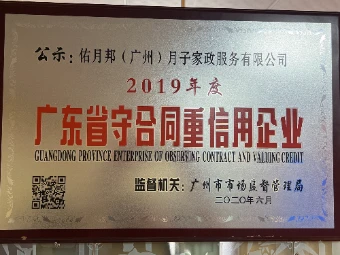 公示：佑月邦（广州）月子家政服务有限公司
2019年度
广东省守合同重信用企业
GUANGDONG PROVINCE ENTERPRISE OF OBSERVING CONTRACT AND VALUING CREDIT
监督机关：广州市市场监督管理局
二〇二〇年六月